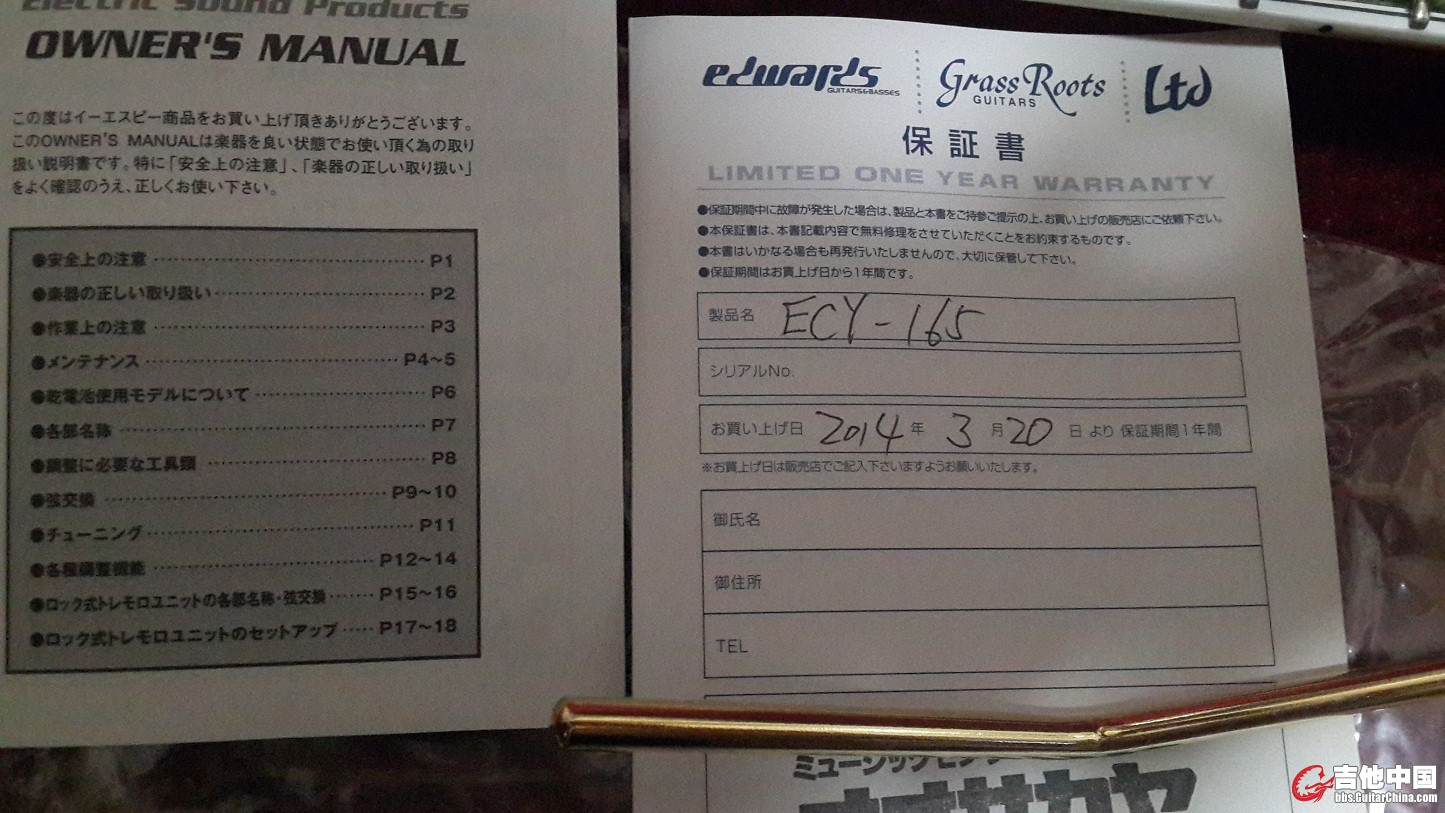 Electric Sound Products
OWNER'S MANUAL
この度はイーエスピー商品をお買い上げ頂きありがとうございます。
このOWNER'S MANUALは楽器を良い状態でお使い頂く為の取り
扱い説明書です。特に「安全上の注意」、「楽器の正しい取り扱い」
をよく確認のうえ、正しくお使い下さい。
●安全上の注意 ································ P1
●楽器の正しい取り扱い ························ P2
●作業上の注意 ································ P3
●メンテナンス ······························ P4~5
●乾電池使用モデルについて ···················· P6
●各部名称 ···································· P7
●調整に必要な工具類 ·························· P8
●弦交換 ·································· P9~10
●チューニング ································ P11
●各種調整機能 ···························· P12~14
●ロック式トレモロユニットの各部名称・弦交換 ······· P15~16
●ロック式トレモロユニットのセットアップ ····· P17~18
edwards
GUITARS&BASSES
Grass Roots
GUITARS
Ltd
保証書
LIMITED ONE YEAR WARRANTY
●保証期間中に故障が発生した場合は、製品と本書をご持参ご提示の上、お買い上げの販売店にご依頼下さい。
●本保証書は、本書記載内容で無料修理をさせていただくことをお約束するものです。
●本書はいかなる場合も再発行いたしませんので、大切に保管して下さい。
●保証期間はお買上げ日から1年間です。
製品名 ECY-165
シリアルNo.
お買い上げ日 2014 年 3 月 20 日 より 保証期間1年間
※お買上げ日は販売店でご記入下さいますようお願いいたします。
御氏名
御住所
TEL
ミュージック
吉他中国
bbs.GuitarChina.com